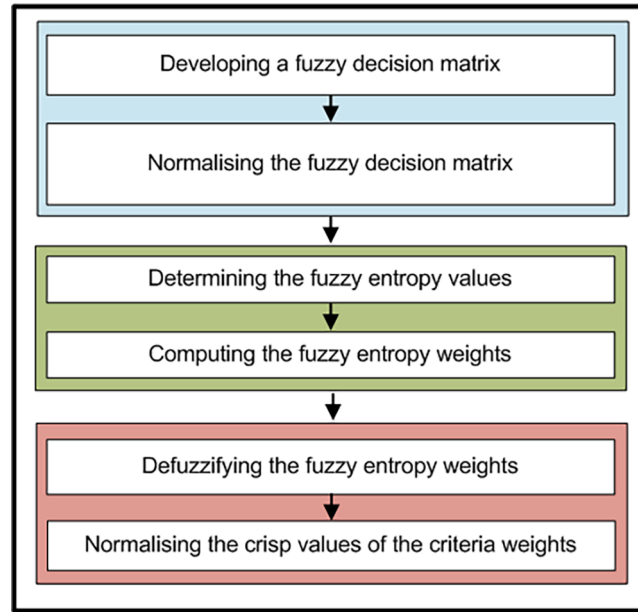 Developing a fuzzy decision matrix
Normalising the fuzzy decision matrix
Determining the fuzzy entropy values
Computing the fuzzy entropy weights
Defuzzifying the fuzzy entropy weights
Normalising the crisp values of the criteria weights